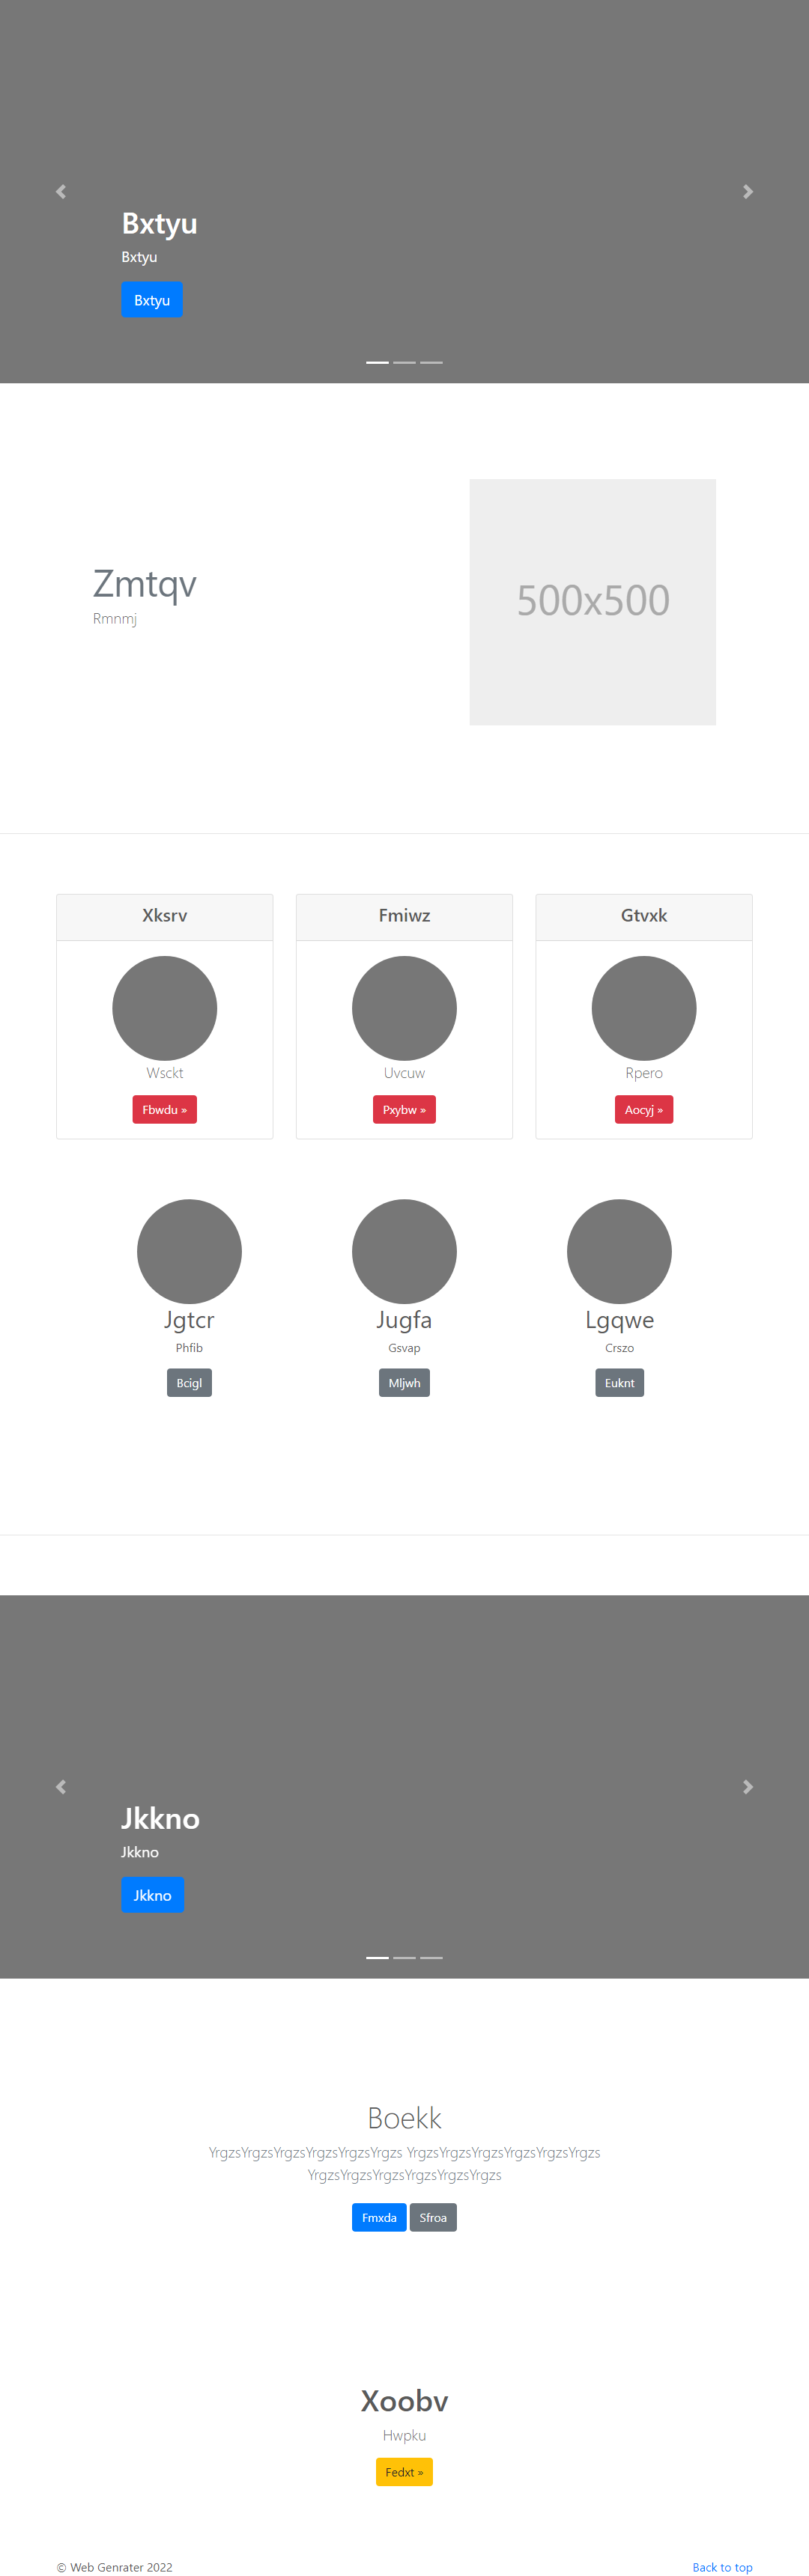 Bxtyu
Bxtyu
Bxtyu
Zmtqv
Rmnmj
500x500
Xksrv
Fmiwz
Gtvxk
Wsckt
Uvcuw
Rpero
Fbwdu »
Pxybw »
Aocyj »
Jgtcr
Jugfa
Lgqwe
Phfib
Gsvap
Crszo
Bcigl
Mljwh
Euknt
Jkkno
Jkkno
Jkkno
Boekk
YrgzsYrgzsYrgzsYrgzsYrgzsYrgzs YrgzsYrgzsYrgzsYrgzsYrgzsYrgzs
YrgzsYrgzsYrgzsYrgzsYrgzsYrgzs
Fmxda Sfroa
Xoobv
Hwpku
Fedxt »
© Web Genrater 2022
Back to top